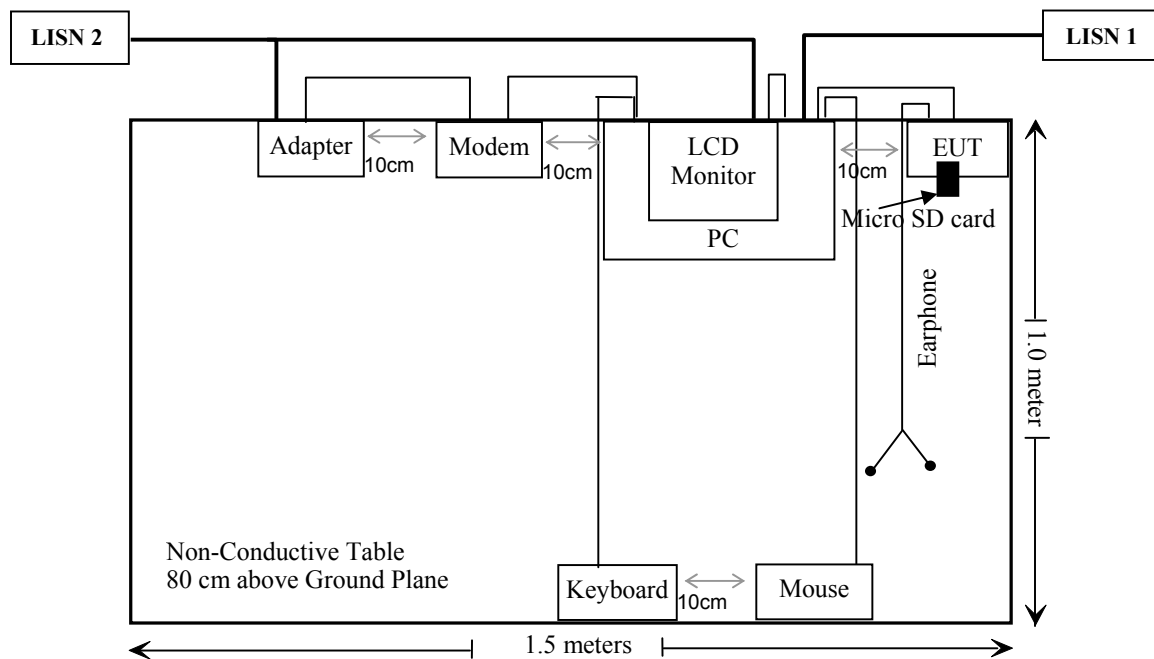 LISN 2
LISN 1
Adapter
10cm
Modem
10cm
LCD
Monitor
PC
10cm
EUT
Micro SD card
Earphone
1.0 meter
Non-Conductive Table
80 cm above Ground Plane
Keyboard
10cm
Mouse
1.5 meters